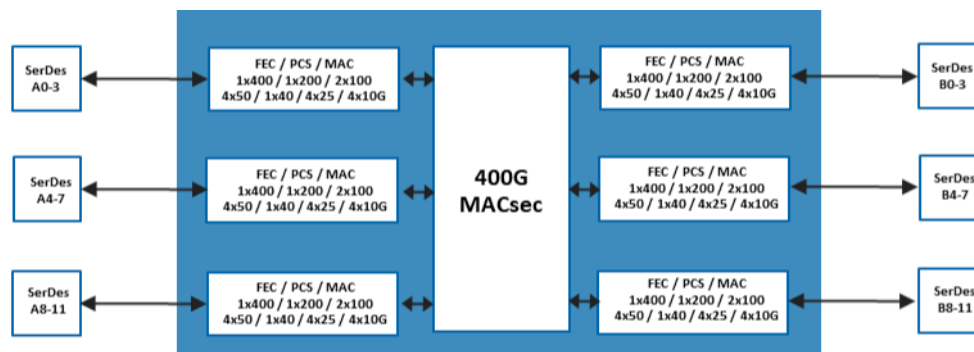 SerDes
A0-3
FEC / PCS / MAC
1x400 / 1x200 / 2x100
4x50 / 1x40 / 4x25 / 4x10G
FEC / PCS / MAC
1x400 / 1x200 / 2x100
4x50 / 1x40 / 4x25 / 4x10G
SerDes
B0-3
SerDes
A4-7
FEC / PCS / MAC
1x400 / 1x200 / 2x100
4x50 / 1x40 / 4x25 / 4x10G
400G
MACsec
FEC / PCS / MAC
1x400 / 1x200 / 2x100
4x50 / 1x40 / 4x25 / 4x10G
SerDes
B4-7
SerDes
A8-11
FEC / PCS / MAC
1x400 / 1x200 / 2x100
4x50 / 1x40 / 4x25 / 4x10G
FEC / PCS / MAC
1x400 / 1x200 / 2x100
4x50 / 1x40 / 4x25 / 4x10G
SerDes
B8-11